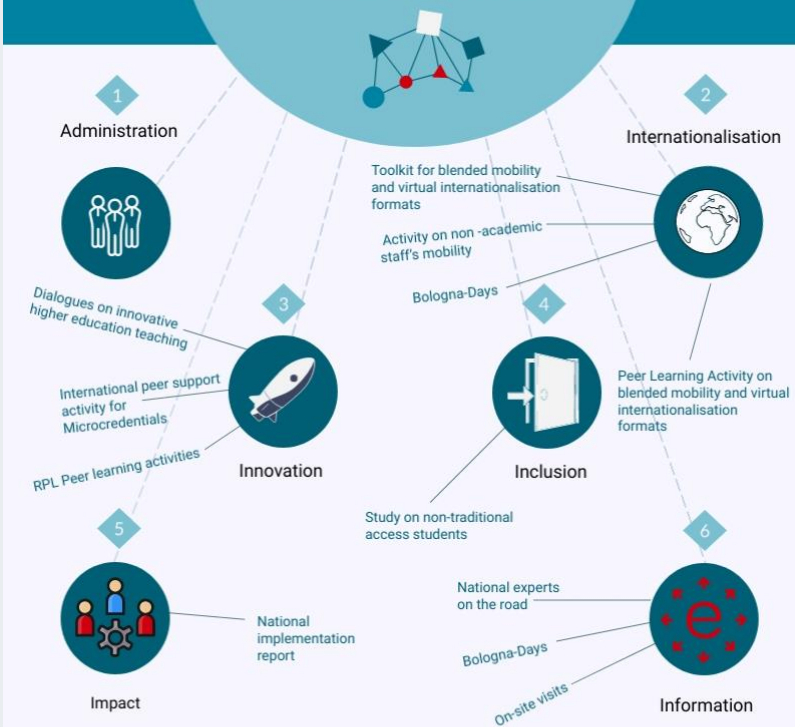 1
Administration
2
Internationalisation
Toolkit for blended mobility
and virtual internationalisation
formats
Activity on non -academic
staff's mobility
Bologna-Days
Peer Learning Activity on
blended mobility and virtual
internationalisation
formats
3
Dialogues on innovative
higher education teaching
International peer support
activity for
Microcredentials
RPL Peer learning activities
Innovation
4
Inclusion
Study on non-traditional
access students
5
National
implementation
report
Impact
6
National experts
on the road
Bologna-Days
On-site visits
e
Information